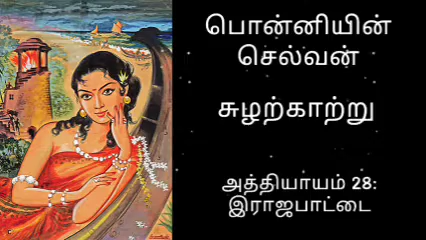 பொன்னியின்
செல்வன்
சுழற்காற்று
அத்தியாயம் 28:
இராஜபாட்டை